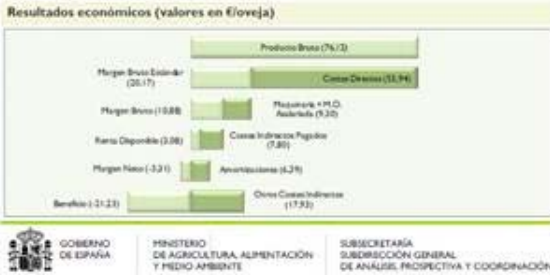 Resultados económicos (valores en €/oveja)
Producto Bruto (76,12)
Margen Bruto Estándar
(20,17)
Costes Directos (55,94)
Margen Bruto (10,88)
Maquinaria + M.O.
Asalariada (9,30)
Renta Disponible (3,08)
Costes Indirectos Pagados
(7,80)
Margen Neto (-3,31)
Amortizaciones (6,39)
Beneficio (-21,23)
Otros Costes Indirectos
(17,93)
GOBIERNO
DE ESPAÑA
MINISTERIO
DE AGRICULTURA, ALIMENTACIÓN
Y MEDIO AMBIENTE
SUBSECRETARÍA
SUBDIRECCIÓN GENERAL
DE ANÁLISIS, PROSPECTIVA Y COORDINACIÓN